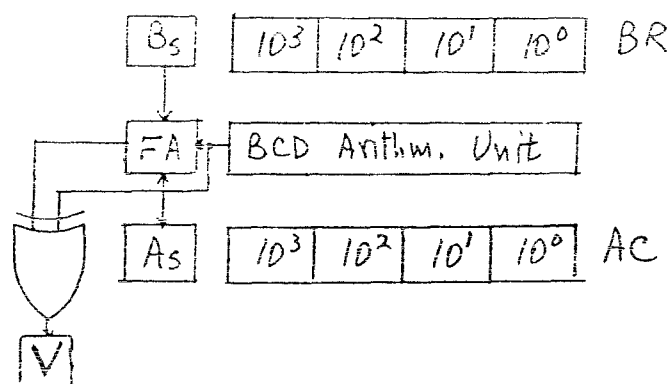 Bs 10³ 10² 10¹ 10⁰ BR
FA BCD Arithm. Unit
As 10³ 10² 10¹ 10⁰ AC
V